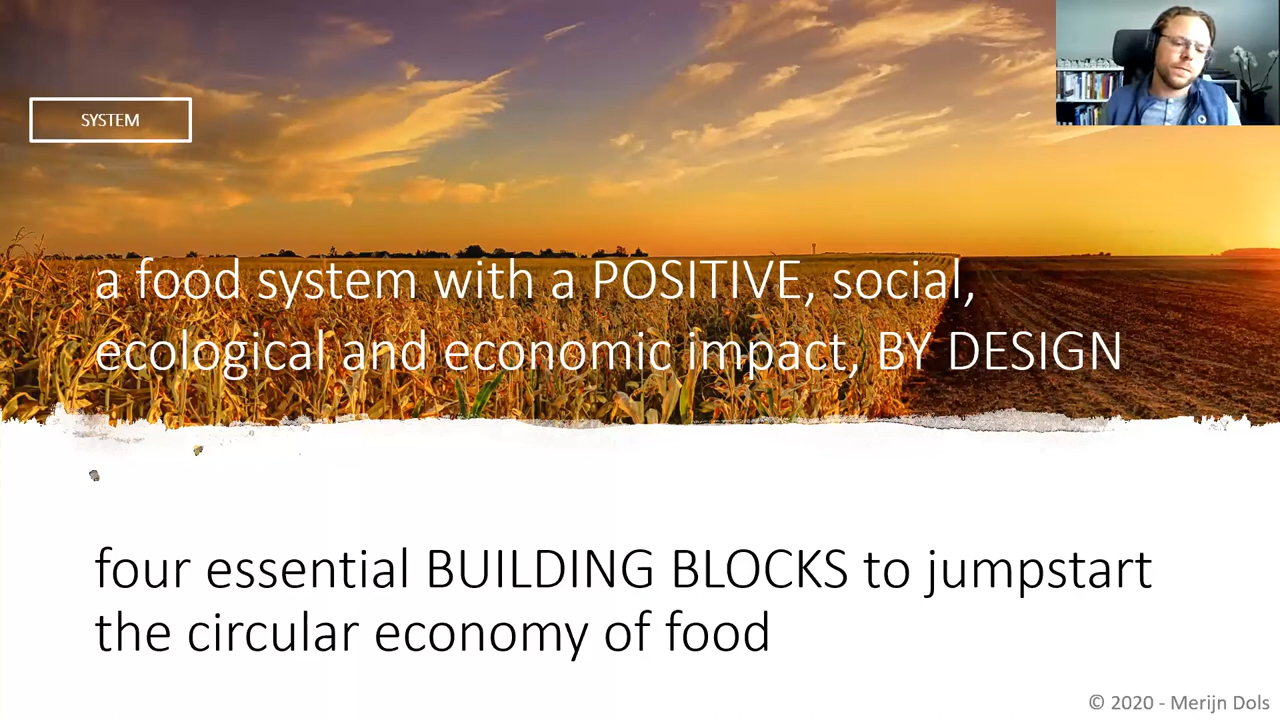 SYSTEM
a food system with a POSITIVE, social,
ecological and economic impact, BY DESIGN
four essential BUILDING BLOCKS to jumpstart
the circular economy of food
© 2020 - Merijn Dols